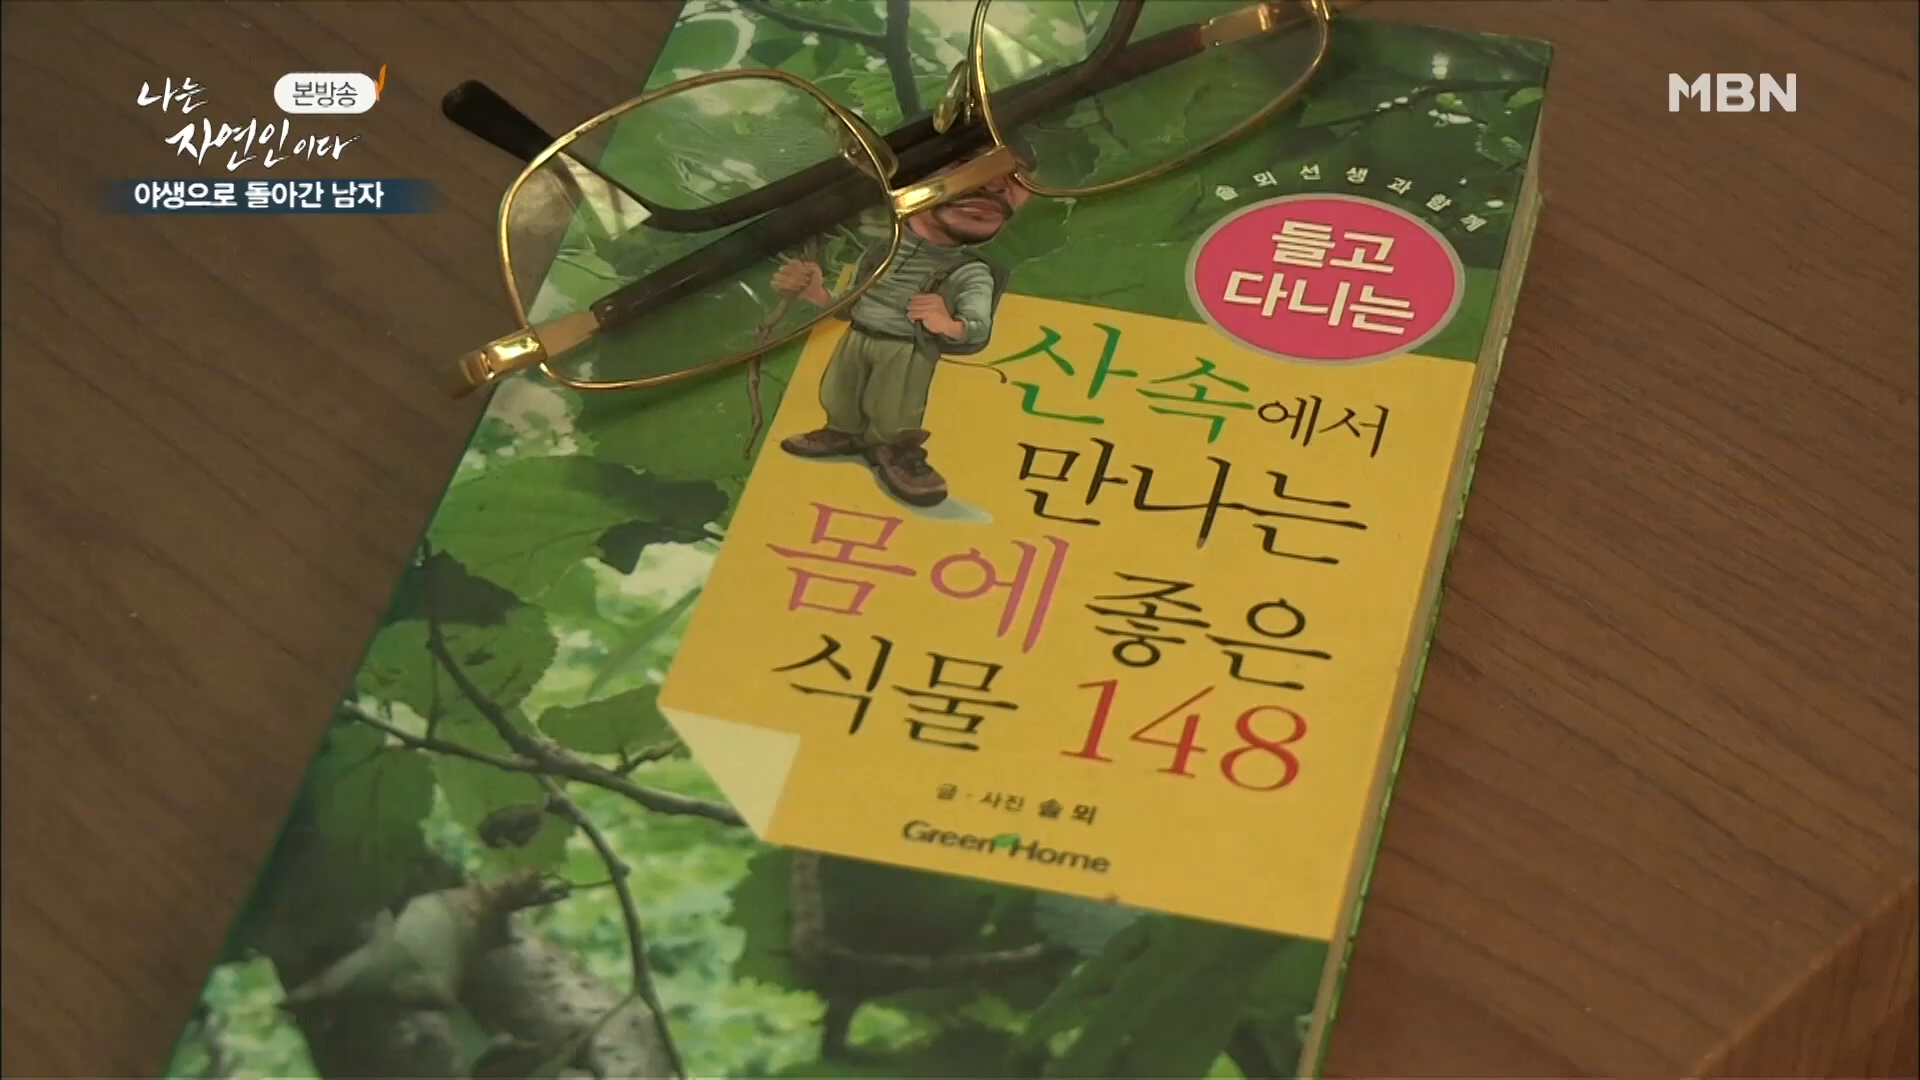 나는
자연인이다
본방송
야생으로 돌아간 남자
MBN
솔뫼 선생과 함께
들고
다니는
산속에서
만나는
몸에 좋은
식물 148
글·사진 솔뫼
Green Home